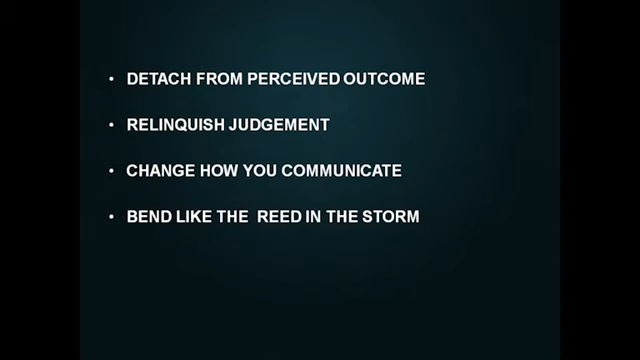 • DETACH FROM PERCEIVED OUTCOME
• RELINQUISH JUDGEMENT
• CHANGE HOW YOU COMMUNICATE
• BEND LIKE THE  REED IN THE STORM